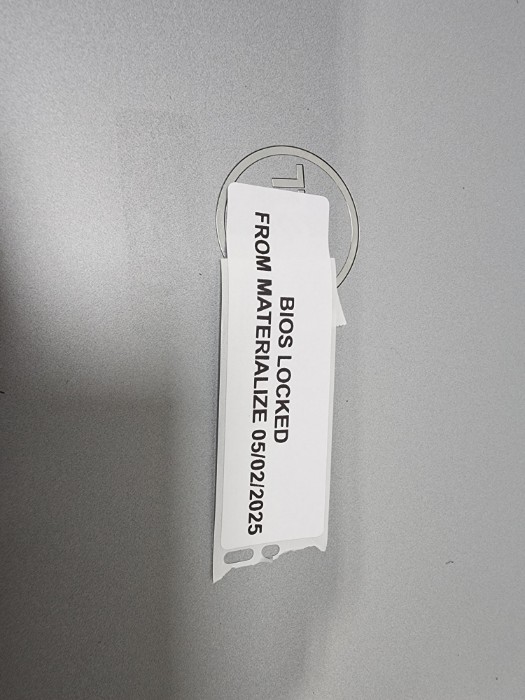 BIOS LOCKED
FROM MATERIALIZE 05/02/2025